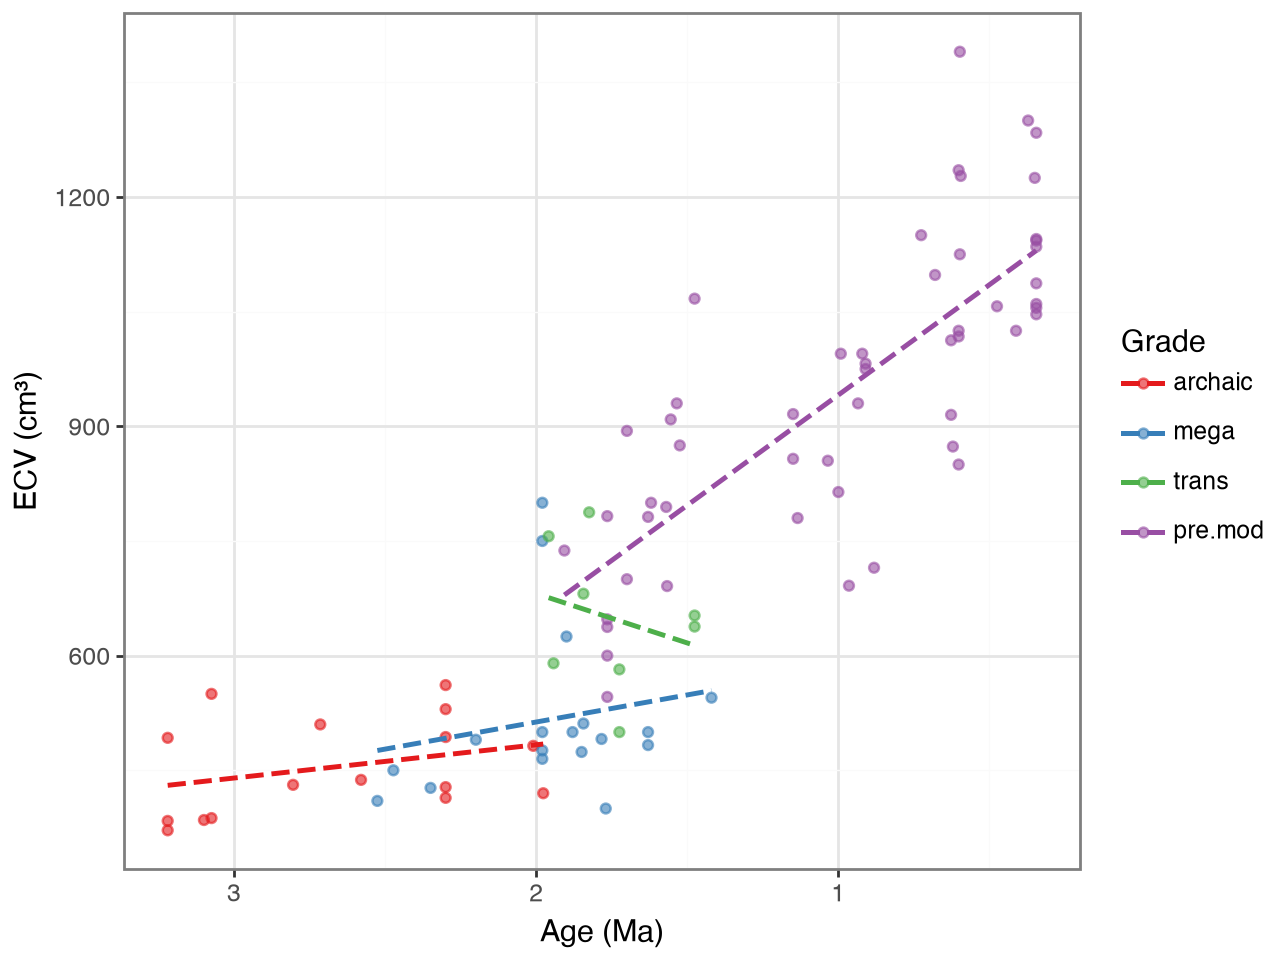 1200
900
600
3
2
1
Age (Ma)
ECV (cm³)
Grade
archaic
mega
trans
pre.mod